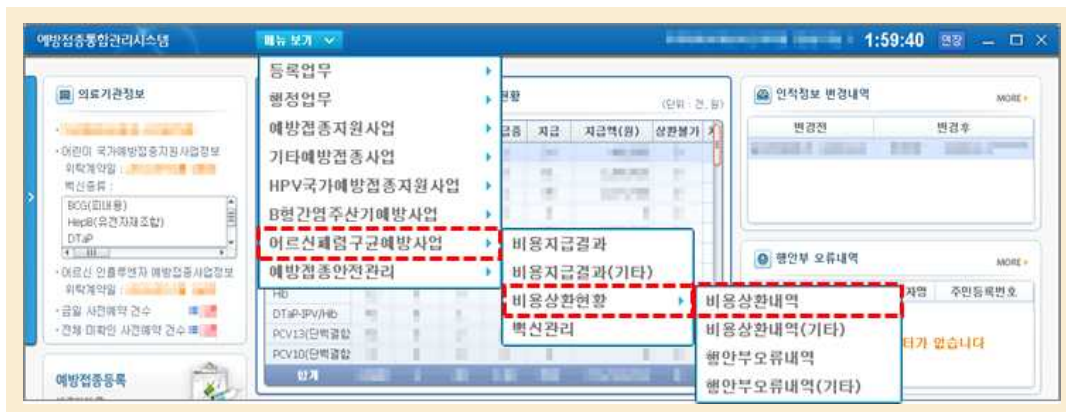 예방접종통합관리시스템
메뉴 보기
1:59:40 연장
의료기관정보
어린이 국가예방접종지원사업정보
위탁계약일 :
백신종류 :
BCG(피내용)
HepB(유전자재조합)
DTaP
어르신 인플루엔자 예방접종사업정보
위탁계약일 :
금일 사전예약 건수
전체 미확인 사전예약 건수
예방접종등록
등록업무
행정업무
예방접종지원사업
기타예방접종사업
HPV국가예방접종지원사업
B형간염주산기예방사업
어르신폐렴구균예방사업
예방접종안전관리
비용지급결과
비용지급결과(기타)
비용상환현황
백신관리
비용상환내역
비용상환내역(기타)
행안부오류내역
행안부오류내역(기타)
현황
(단위 : 건, 원)
지급 지급액(원) 상환불가
Hib
DTaP-IPV/Hib
PCV13(단백결합
PCV10(단백결합
합계
인적정보 변경내역
MORE
변경전 변경후
행안부 오류내역
MORE
자명 주민등록번호
터가 없습니다